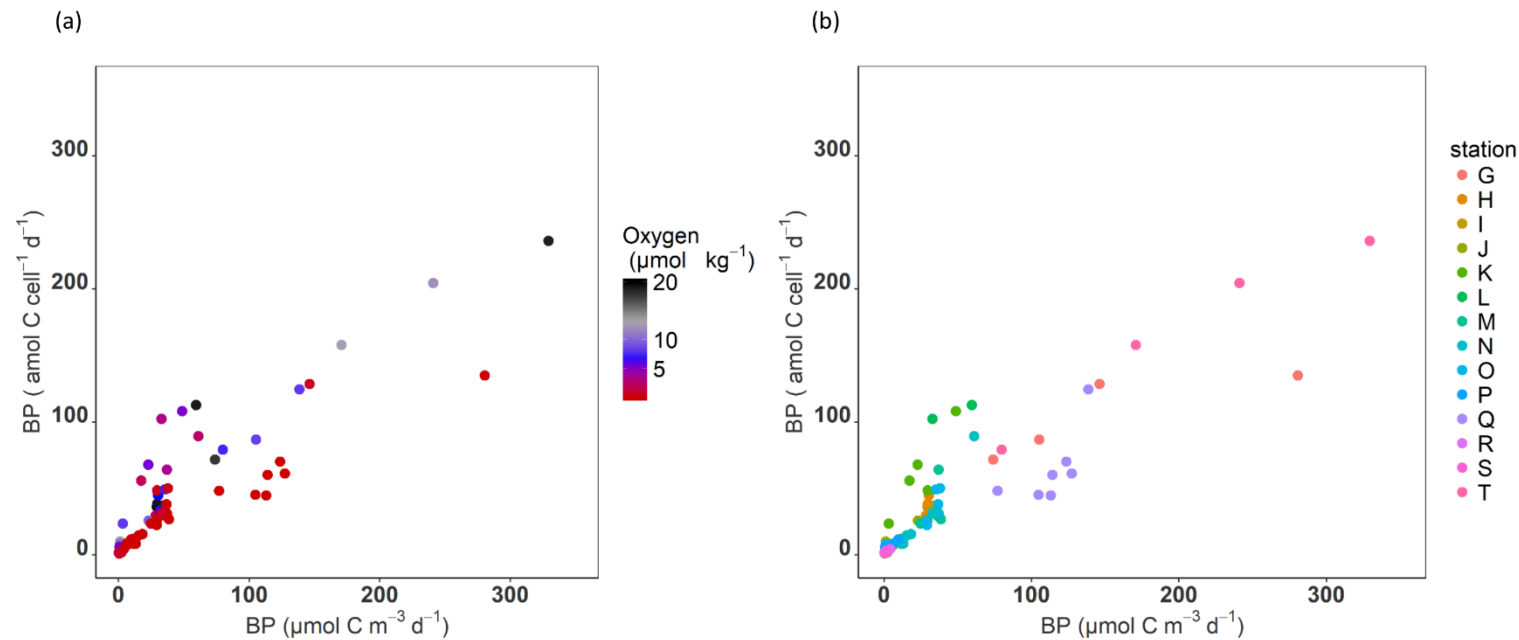 (a)
(b)
300
200
100
0
BP ( amol C cell⁻¹ d⁻¹)
0 100 200 300
BP (µmol C m⁻³ d⁻¹)
Oxygen
(µmol kg⁻¹)
20
10
5
300
200
100
0
BP ( amol C cell⁻¹ d⁻¹)
0 100 200 300
BP (µmol C m⁻³ d⁻¹)
station
G
H
I
J
K
L
M
N
O
P
Q
R
S
T